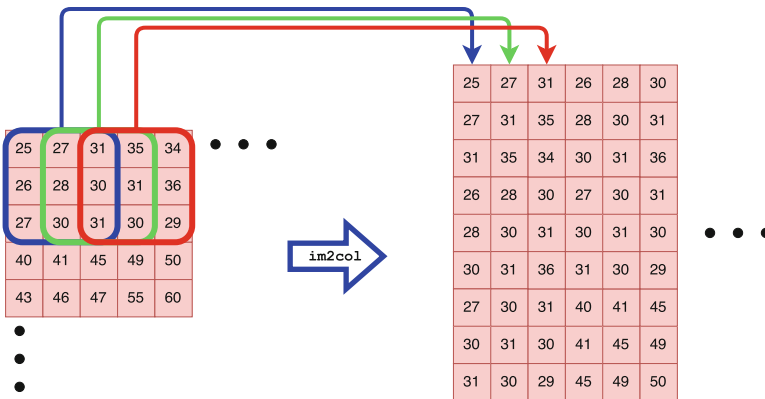 25 27 31 35 34
26 28 30 31 36
27 30 31 30 29
40 41 45 49 50
43 46 47 55 60
im2col
25 27 31 26 28 30
27 31 35 28 30 31
31 35 34 30 31 36
26 28 30 27 30 31
28 30 31 30 31 30
30 31 36 31 30 29
27 30 31 40 41 45
30 31 30 41 45 49
31 30 29 45 49 50